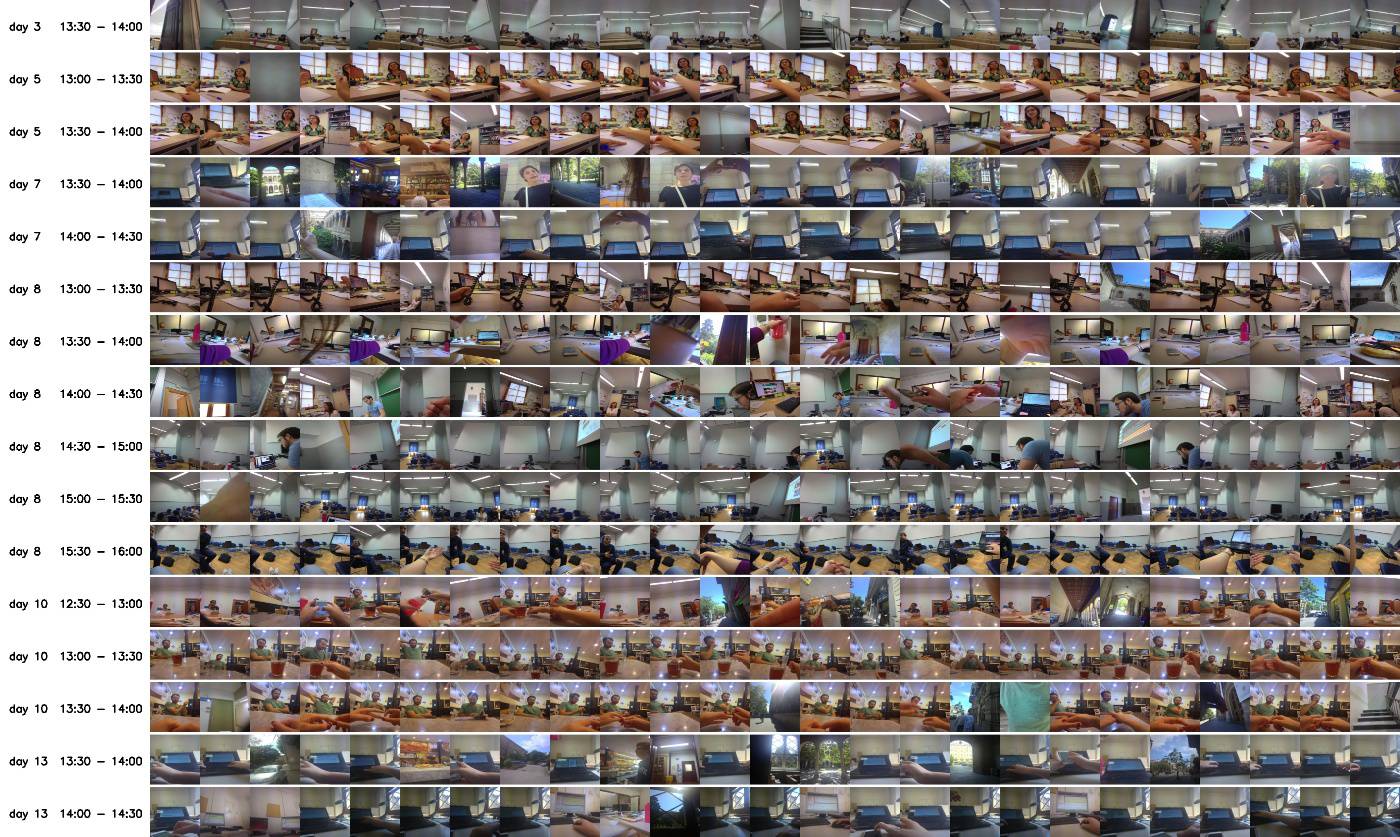 day 3 13:30 – 14:00
day 5 13:00 – 13:30
day 5 13:30 – 14:00
day 7 13:30 – 14:00
day 7 14:00 – 14:30
day 8 13:00 – 13:30
day 8 13:30 – 14:00
day 8 14:00 – 14:30
day 8 14:30 – 15:00
day 8 15:00 – 15:30
day 8 15:30 – 16:00
day 10 12:30 – 13:00
day 10 13:00 – 13:30
day 10 13:30 – 14:00
day 13 13:30 – 14:00
day 13 14:00 – 14:30